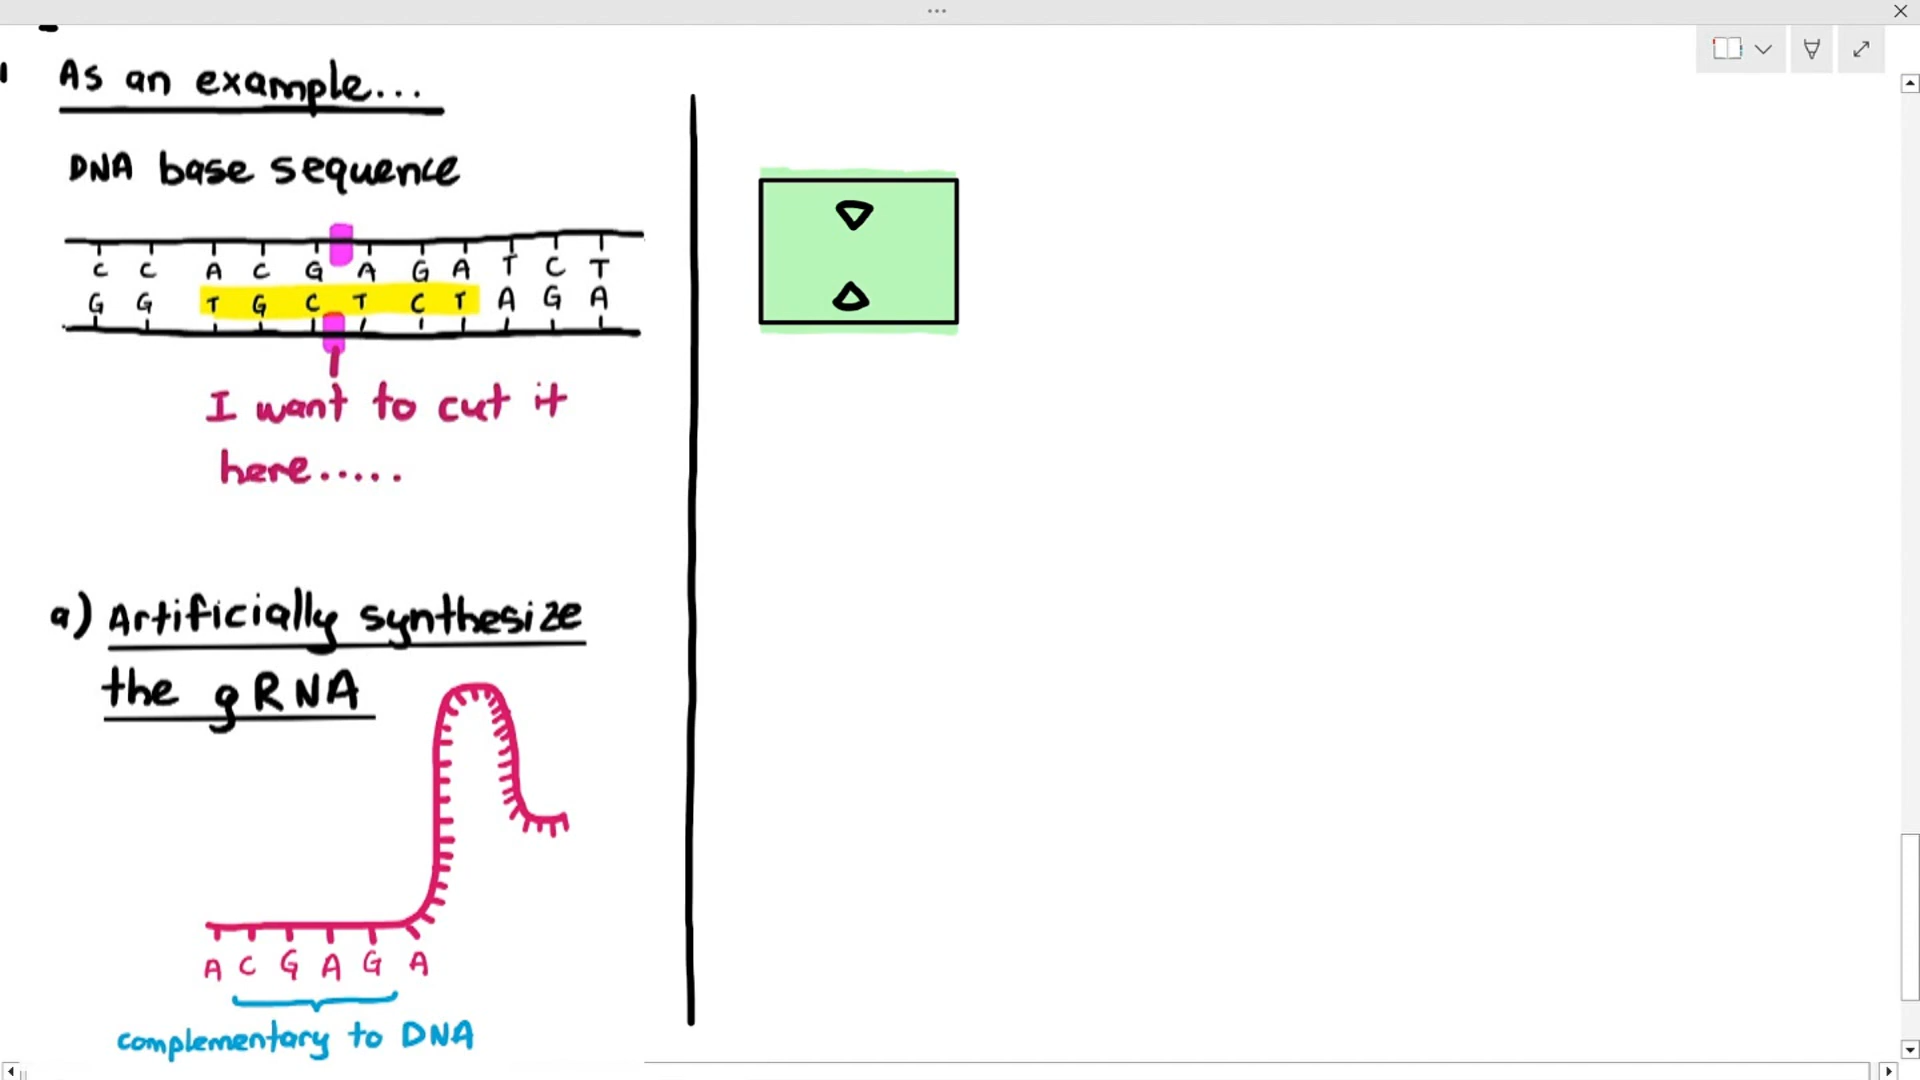 As an example...
DNA base sequence
C C A C G A G A T C T
G G T G C T C T A G A
I want to cut it
here.....
a) Artificially synthesize
the gRNA
A C G A G A
complementary to DNA